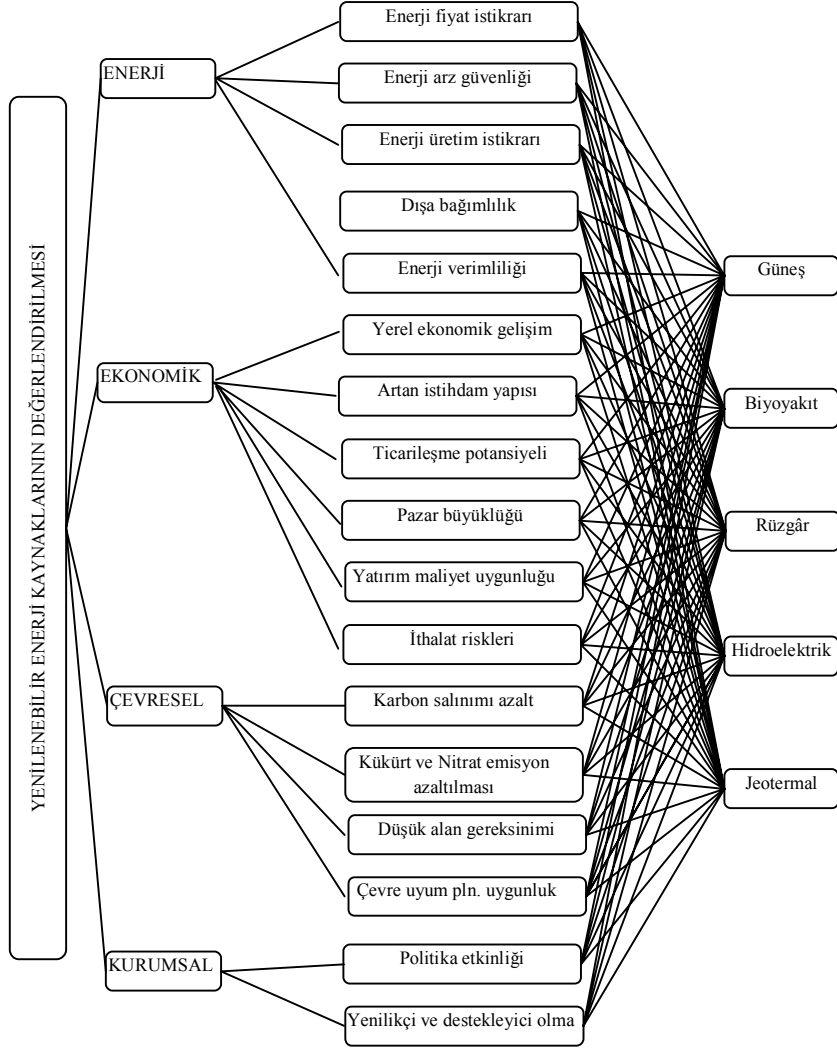 YENİLENEBİLİR ENERJİ KAYNAKLARININ DEĞERLENDİRİLMESİ
ENERJİ
EKONOMİK
ÇEVRESEL
KURUMSAL
Enerji fiyat istikrarı
Enerji arz güvenliği
Enerji üretim istikrarı
Dışa bağımlılık
Enerji verimliliği
Yerel ekonomik gelişim
Artan istihdam yapısı
Ticarileşme potansiyeli
Pazar büyüklüğü
Yatırım maliyet uygunluğu
İthalat riskleri
Karbon salınımı azalt
Kükürt ve Nitrat emisyon
azaltılması
Düşük alan gereksinimi
Çevre uyum pln. uygunluk
Politika etkinliği
Yenilikçi ve destekleyici olma
Güneş
Biyoyakıt
Rüzgâr
Hidroelektrik
Jeotermal